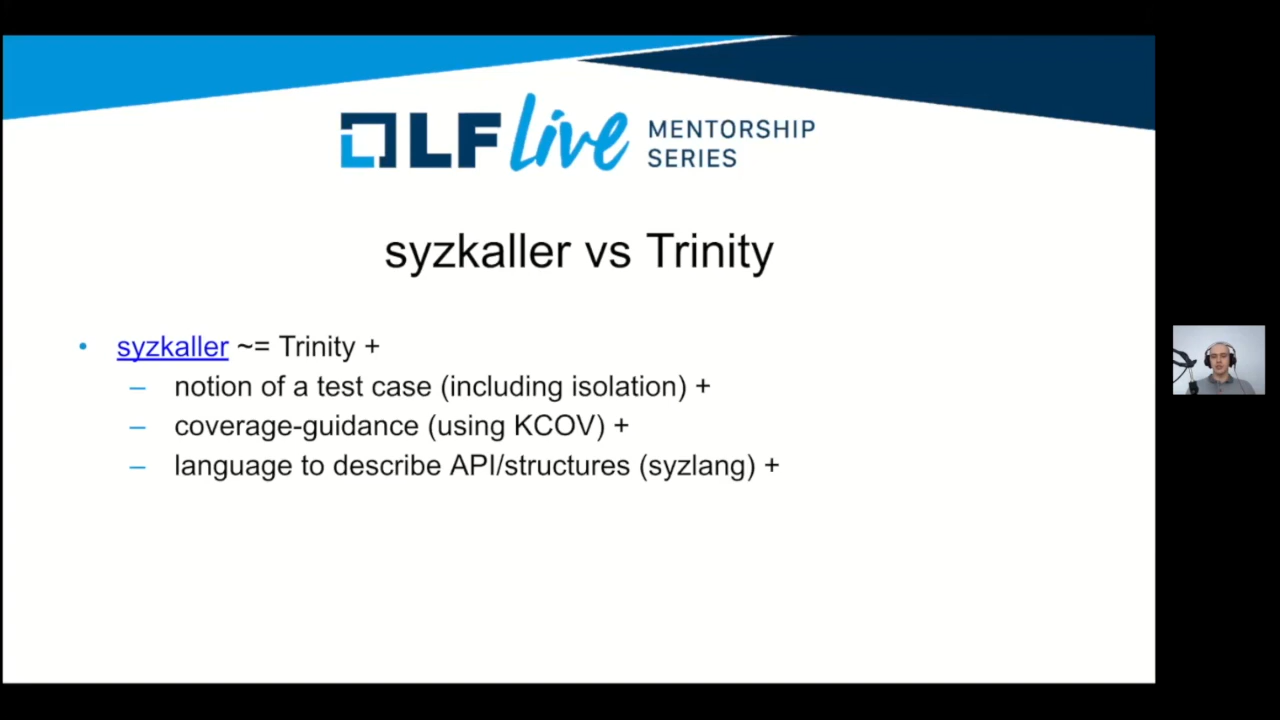 LF Live MENTORSHIP
SERIES
syzkaller vs Trinity
• syzkaller ~= Trinity +
– notion of a test case (including isolation) +
– coverage-guidance (using KCOV) +
– language to describe API/structures (syzlang) +